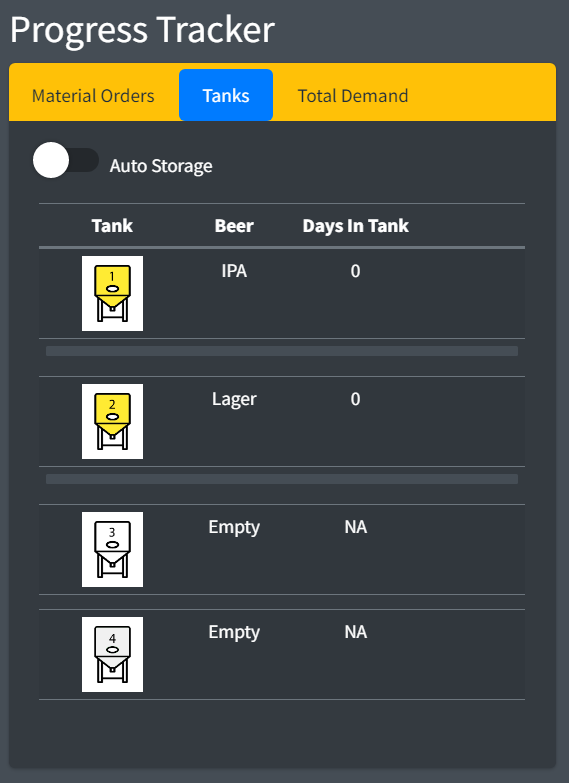 Progress Tracker
Material Orders Tanks Total Demand
Auto Storage
Tank Beer Days In Tank
1 IPA 0
2 Lager 0
3 Empty NA
4 Empty NA